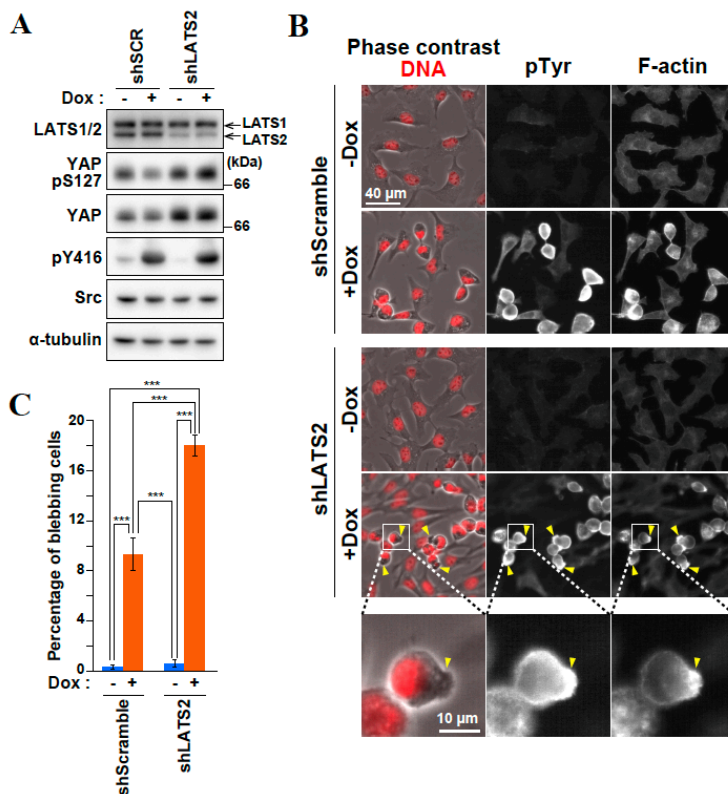 A
shSCR
shLATS2
Dox : - + - +
LATS1/2
LATS1
LATS2
YAP pS127
(kDa)
66
YAP
66
pY416
Src
α-tubulin
B
Phase contrast
DNA
pTyr
F-actin
shScramble
-Dox
40 µm
+Dox
shLATS2
-Dox
+Dox
10 µm
C
Percentage of blebbing cells
20
18
16
12
8
4
0
***
***
***
***
***
Dox : - + - +
shScramble
shLATS2